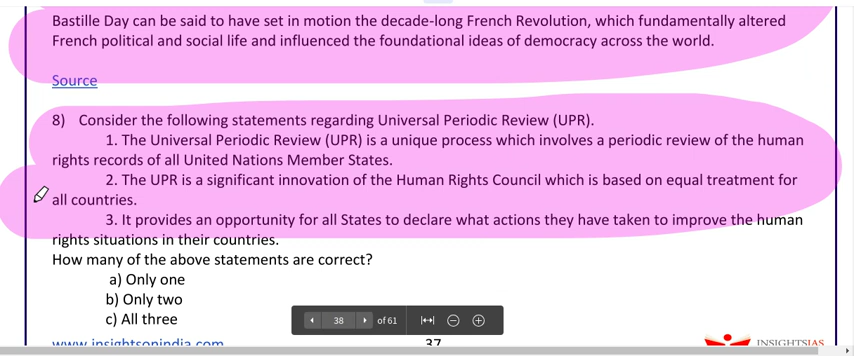 Bastille Day can be said to have set in motion the decade-long French Revolution, which fundamentally altered
French political and social life and influenced the foundational ideas of democracy across the world.
Source
8) Consider the following statements regarding Universal Periodic Review (UPR).
1. The Universal Periodic Review (UPR) is a unique process which involves a periodic review of the human
rights records of all United Nations Member States.
2. The UPR is a significant innovation of the Human Rights Council which is based on equal treatment for
all countries.
3. It provides an opportunity for all States to declare what actions they have taken to improve the human
rights situations in their countries.
How many of the above statements are correct?
a) Only one
b) Only two
c) All three
38 of 61
www.insightsonindia.com
37
INSIGHTSIAS